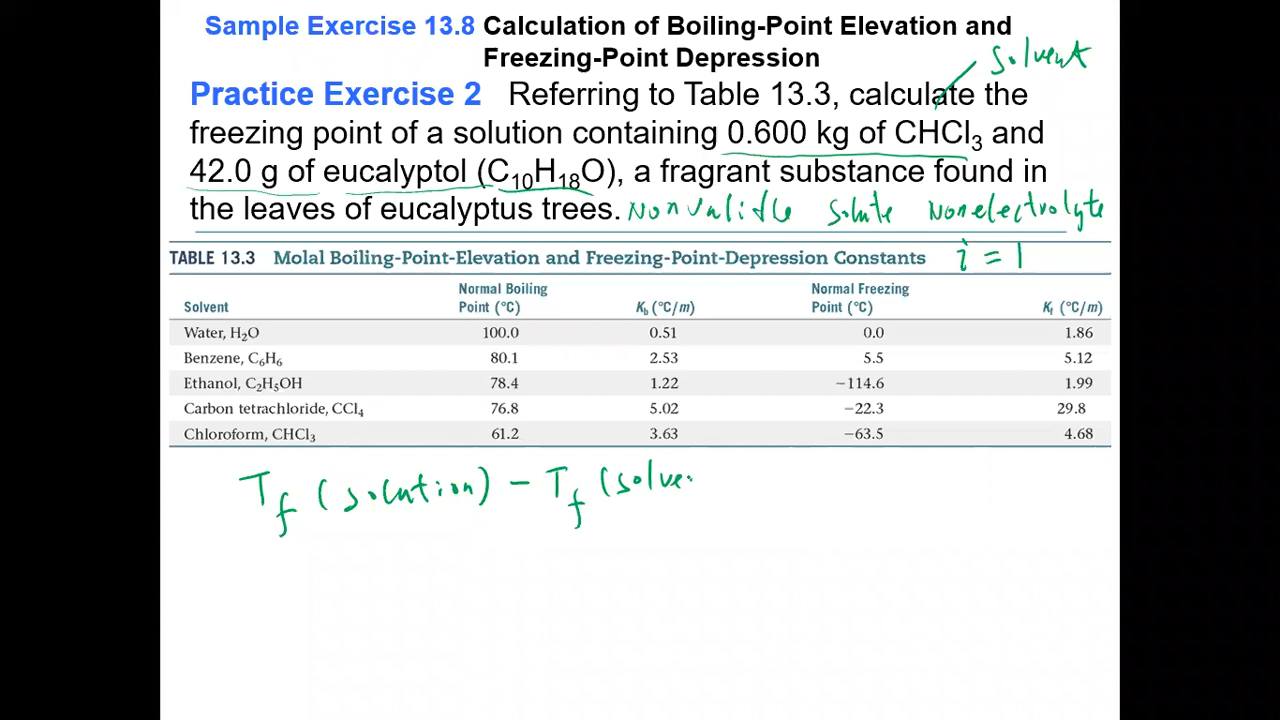 Sample Exercise 13.8 Calculation of Boiling-Point Elevation and
Freezing-Point Depression
solvent
Practice Exercise 2 Referring to Table 13.3, calculate the
freezing point of a solution containing 0.600 kg of CHCl₃ and
42.0 g of eucalyptol (C₁₀H₁₈O), a fragrant substance found in
the leaves of eucalyptus trees. solute Nonelectrolyte
TABLE 13.3 Molal Boiling-Point-Elevation and Freezing-Point-Depression Constants i = 1
Normal Boiling Normal Freezing
Solvent Point (°C) K_b (°C/m) Point (°C) K_f (°C/m)
Water, H₂O 100.0 0.51 0.0 1.86
Benzene, C₆H₆ 80.1 2.53 5.5 5.12
Ethanol, C₂H₅OH 78.4 1.22 −114.6 1.99
Carbon tetrachloride, CCl₄ 76.8 5.02 −22.3 29.8
Chloroform, CHCl₃ 61.2 3.63 −63.5 4.68
T_f (solution) − T_f (solve